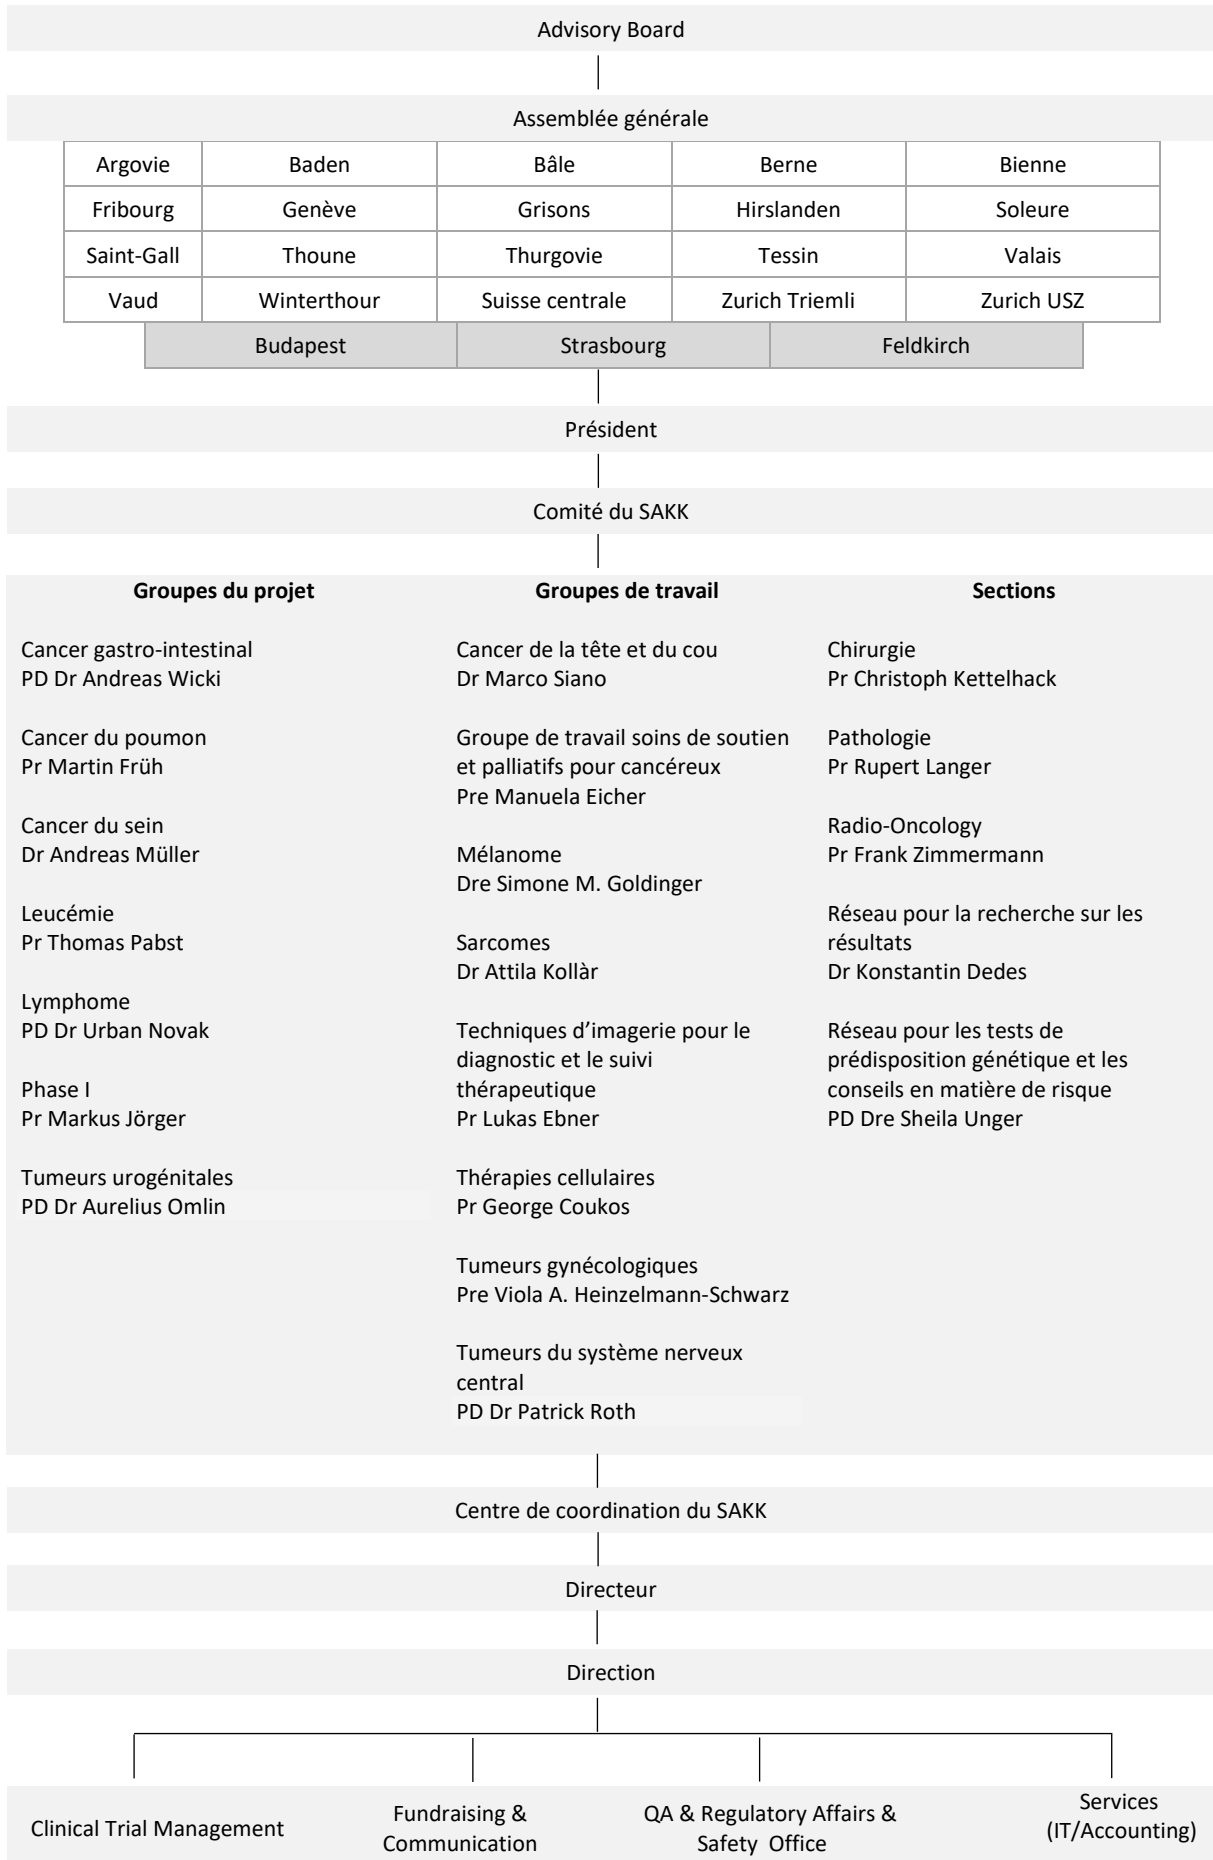 Advisory Board
Assemblée générale
Argovie Baden Bâle Berne Bienne
Fribourg Genève Grisons Hirslanden Soleure
Saint-Gall Thoune Thurgovie Tessin Valais
Vaud Winterthour Suisse centrale Zurich Triemli Zurich USZ
Budapest Strasbourg Feldkirch
Président
Comité du SAKK
Groupes du projet
Cancer gastro-intestinal
PD Dr Andreas Wicki
Cancer du poumon
Pr Martin Früh
Cancer du sein
Dr Andreas Müller
Leucémie
Pr Thomas Pabst
Lymphome
PD Dr Urban Novak
Phase I
Pr Markus Jörger
Tumeurs urogénitales
PD Dr Aurelius Omlin
Groupes de travail
Cancer de la tête et du cou
Dr Marco Siano
Groupe de travail soins de soutien
et palliatifs pour cancéreux
Pre Manuela Eicher
Mélanome
Dre Simone M. Goldinger
Sarcomes
Dr Attila Kollàr
Techniques d’imagerie pour le
diagnostic et le suivi
thérapeutique
Pr Lukas Ebner
Thérapies cellulaires
Pr George Coukos
Tumeurs gynécologiques
Pre Viola A. Heinzelmann-Schwarz
Tumeurs du système nerveux
central
PD Dr Patrick Roth
Sections
Chirurgie
Pr Christoph Kettelhack
Pathologie
Pr Rupert Langer
Radio-Oncology
Pr Frank Zimmermann
Réseau pour la recherche sur les
résultats
Dr Konstantin Dedes
Réseau pour les tests de
prédisposition génétique et les
conseils en matière de risque
PD Dre Sheila Unger
Centre de coordination du SAKK
Directeur
Direction
Clinical Trial Management
Fundraising &
Communication
QA & Regulatory Affairs &
Safety Office
Services
(IT/Accounting)